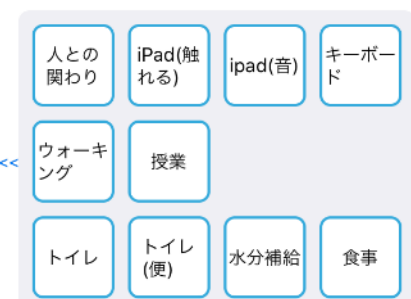 人との
関わり
iPad(触
れる)
ipad(音)
キーボー
ド
<<
ウォーキ
ング
授業
トイレ
トイレ
(便)
水分補給
食事